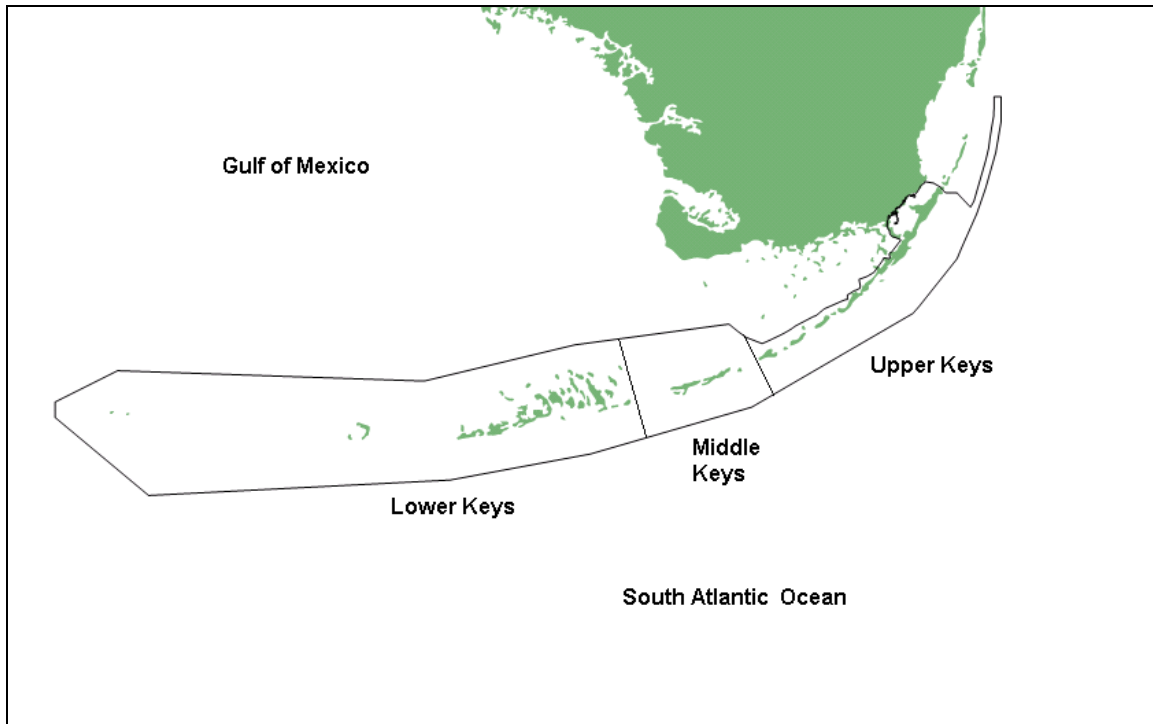 Gulf of Mexico
Upper Keys
Middle
Keys
Lower Keys
South Atlantic  Ocean